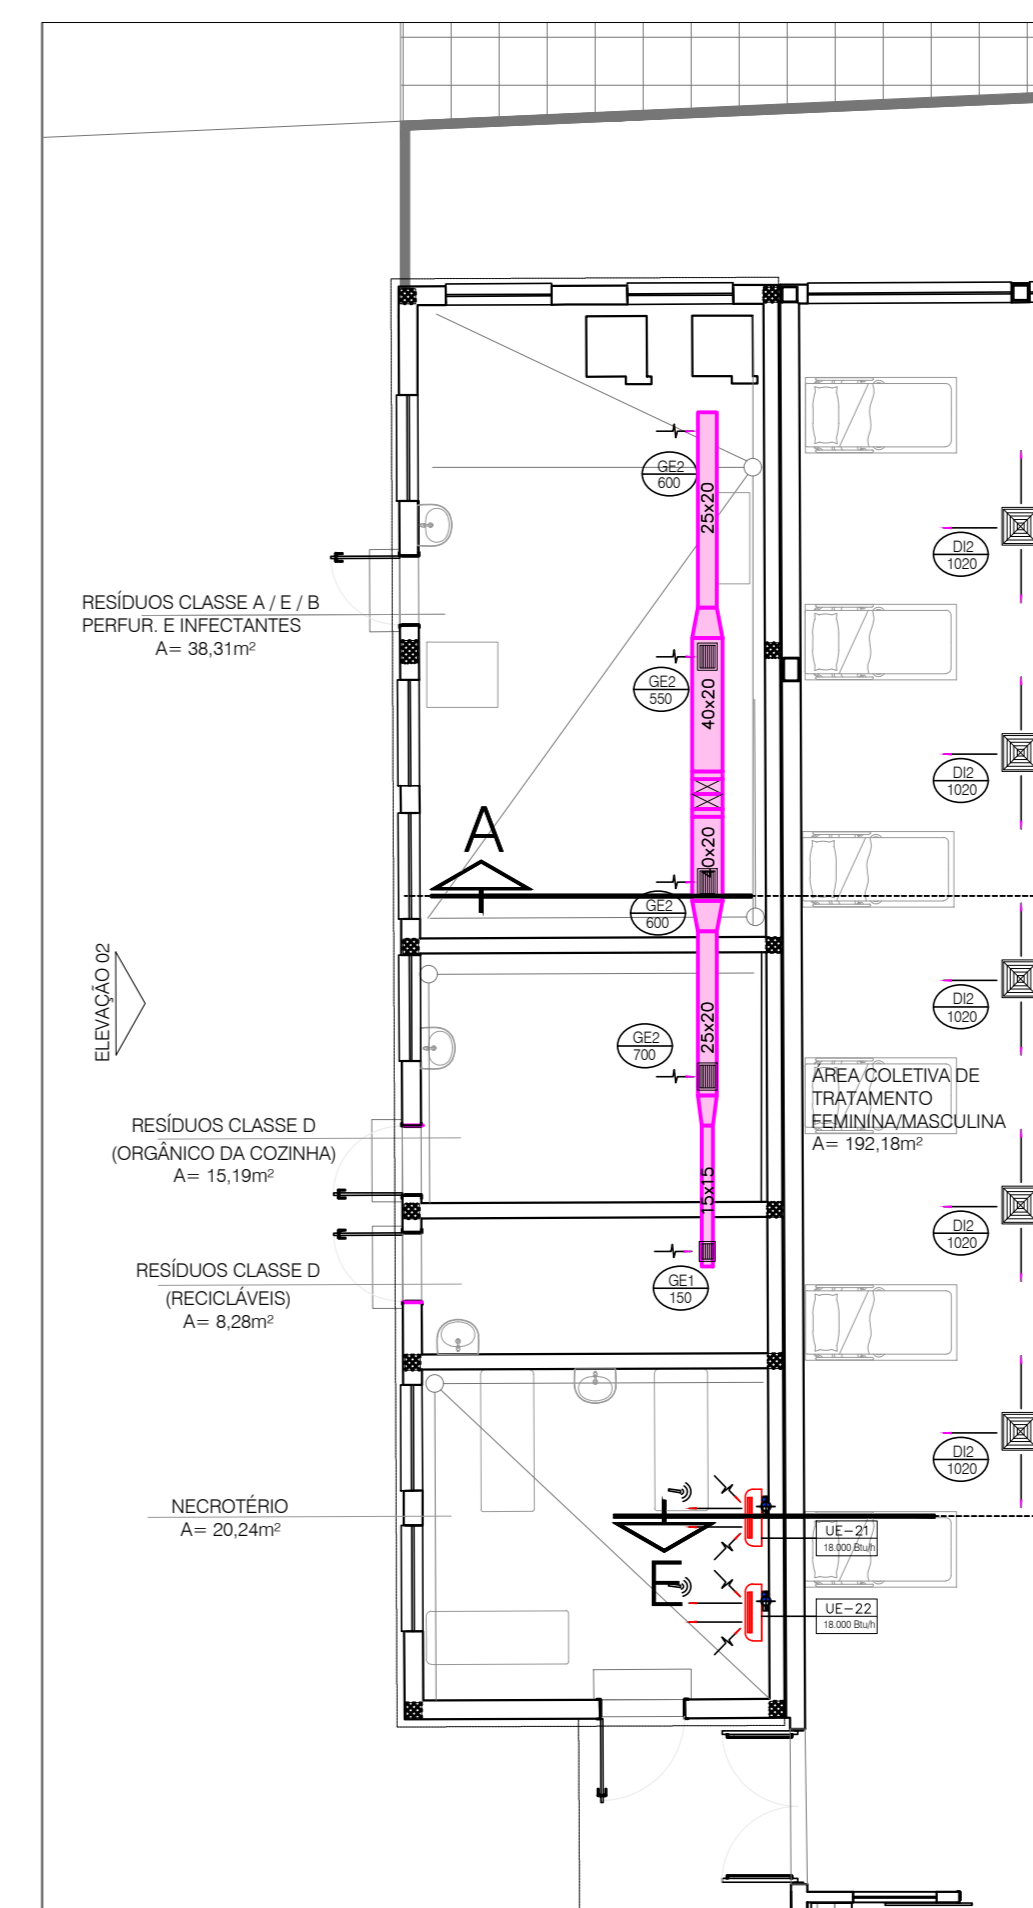 GE2
600
25x20
DI2
1020
RESÍDUOS CLASSE A / E / B
PERFUR. E INFECTANTES
A= 38,31m²
GE2
550
40x20
DI2
1020
A
40x20
GE2
600
ELEVAÇÃO 02
DI2
1020
GE2
700
25x20
ÁREA COLETIVA DE
TRATAMENTO
FEMININA/MASCULINA
A= 192,18m²
RESÍDUOS CLASSE D
(ORGÂNICO DA COZINHA)
A= 15,19m²
15x15
DI2
1020
RESÍDUOS CLASSE D
(RECICLÁVEIS)
A= 8,28m²
GE1
150
DI2
1020
NECROTÉRIO
A= 20,24m²
UE-21
18.000 Btu/h
E
UE-22
18.000 Btu/h